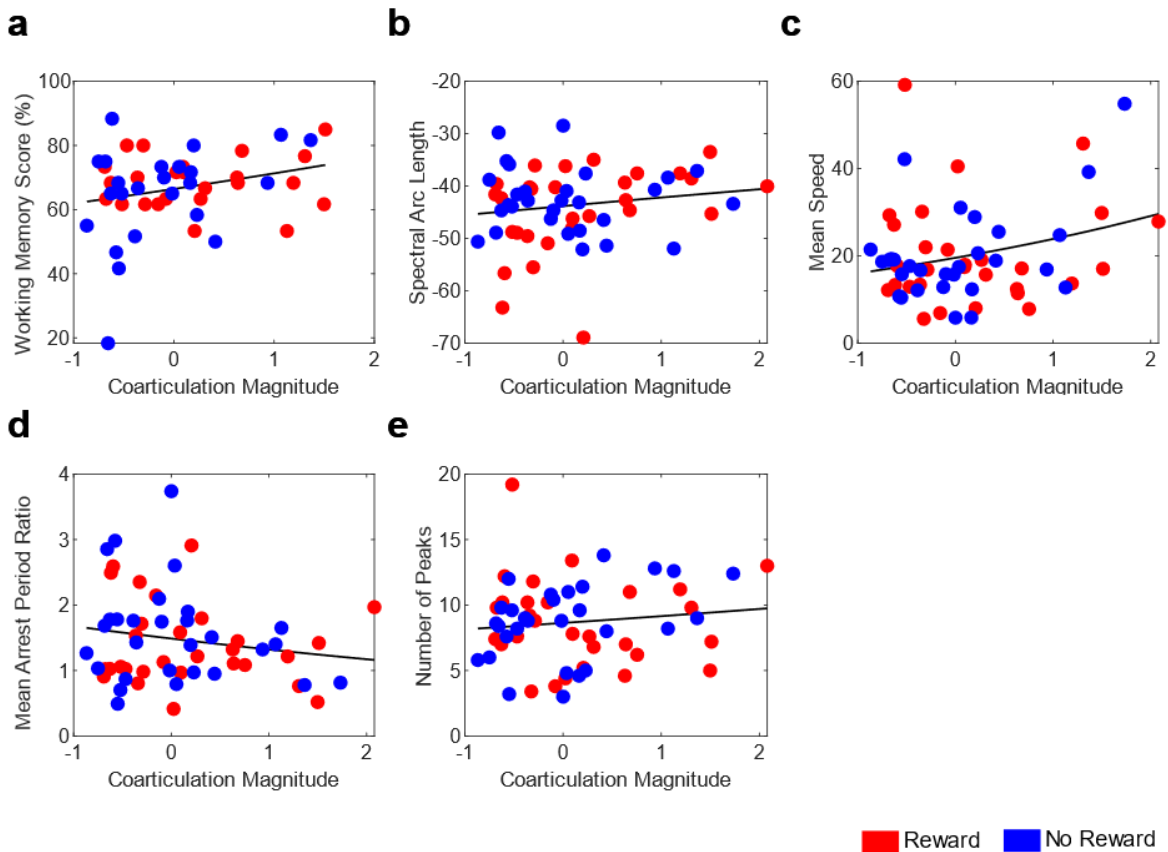 a
b
c
Working Memory Score (%)
100
80
60
40
20
-1
0
1
2
Coarticulation Magnitude
Spectral Arc Length
-20
-30
-40
-50
-60
-70
-1
0
1
2
Coarticulation Magnitude
Mean Speed
60
40
20
0
-1
0
1
2
Coarticulation Magnitude
d
e
Mean Arrest Period Ratio
4
3
2
1
0
-1
0
1
2
Coarticulation Magnitude
Number of Peaks
20
15
10
5
0
-1
0
1
2
Coarticulation Magnitude
Reward
No Reward